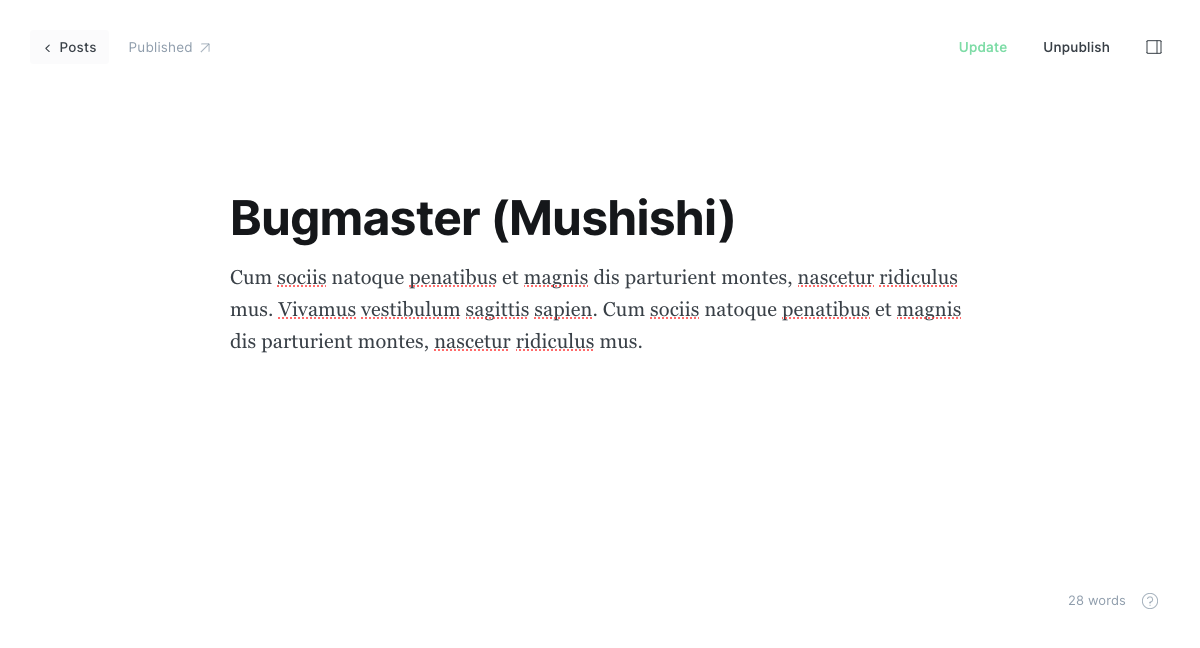 Posts
Published
Update
Unpublish
Bugmaster (Mushishi)
Cum sociis natoque penatibus et magnis dis parturient montes, nascetur ridiculus
mus. Vivamus vestibulum sagittis sapien. Cum sociis natoque penatibus et magnis
dis parturient montes, nascetur ridiculus mus.
28 words
?